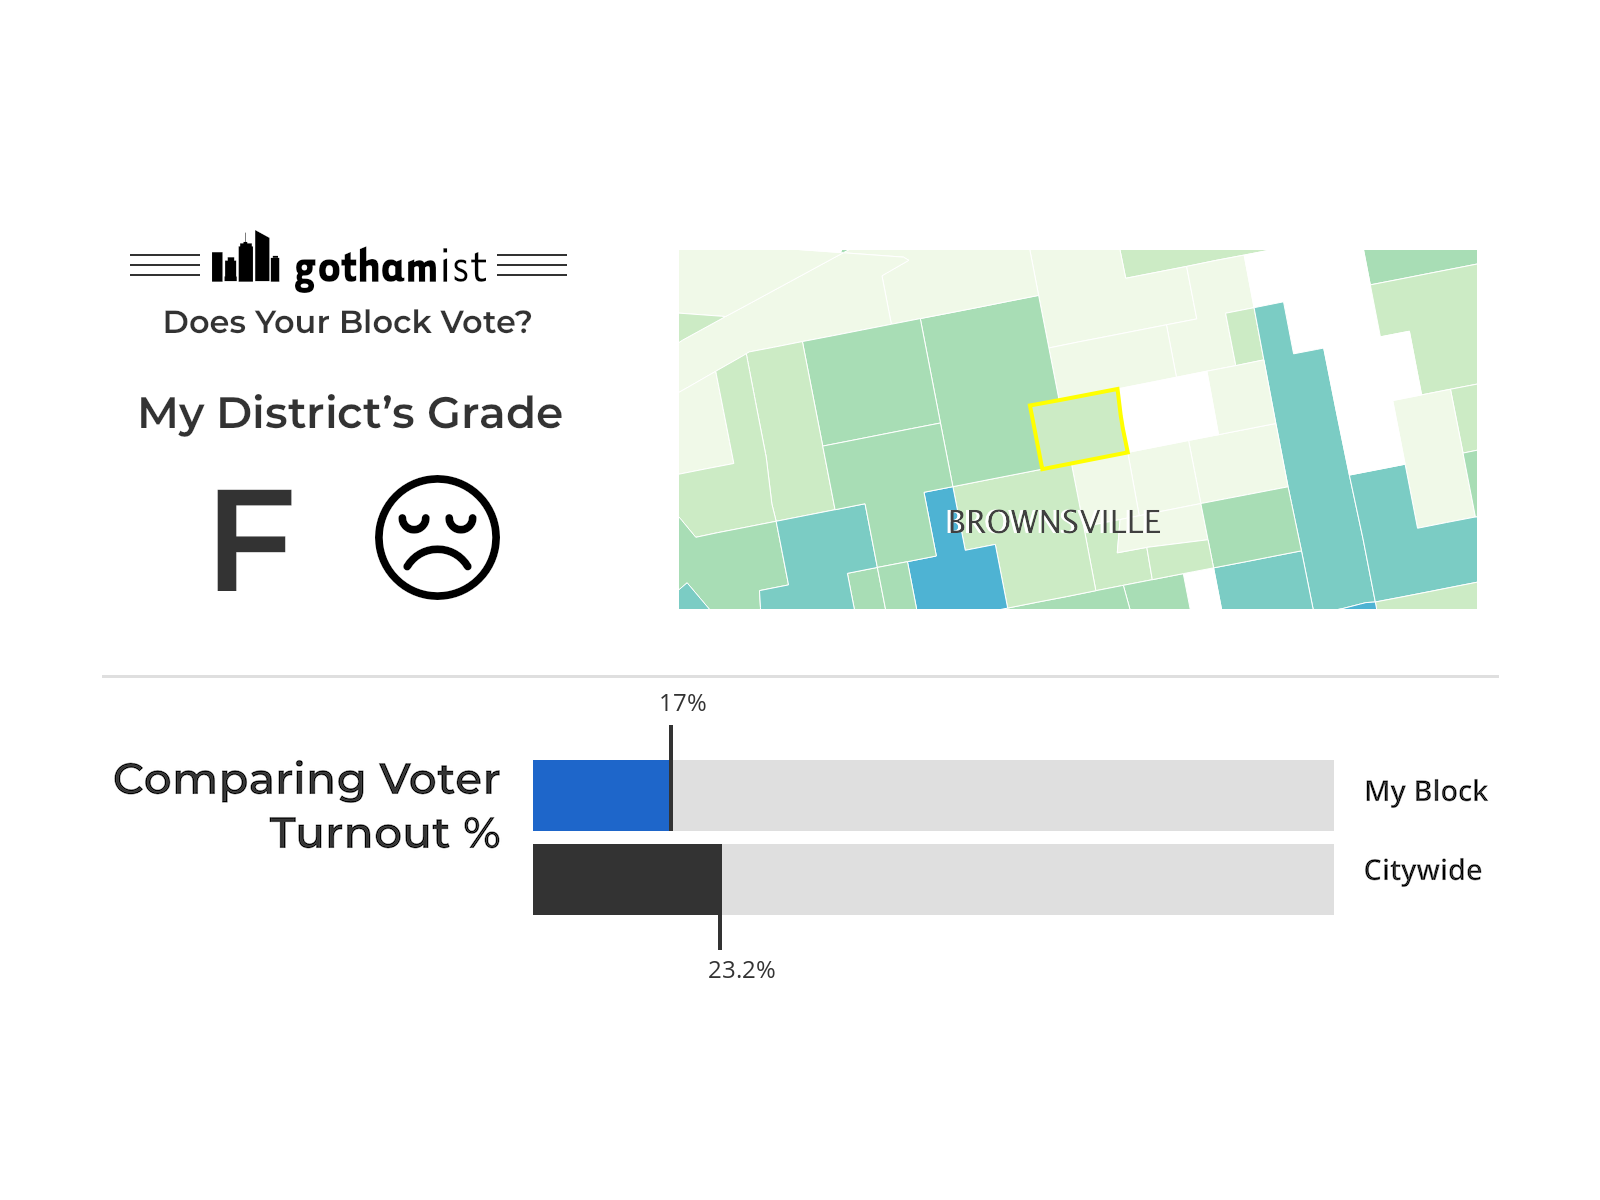 gothamist
Does Your Block Vote?
My District’s Grade
F
BROWNSVILLE
17%
Comparing Voter
Turnout %
My Block
Citywide
23.2%